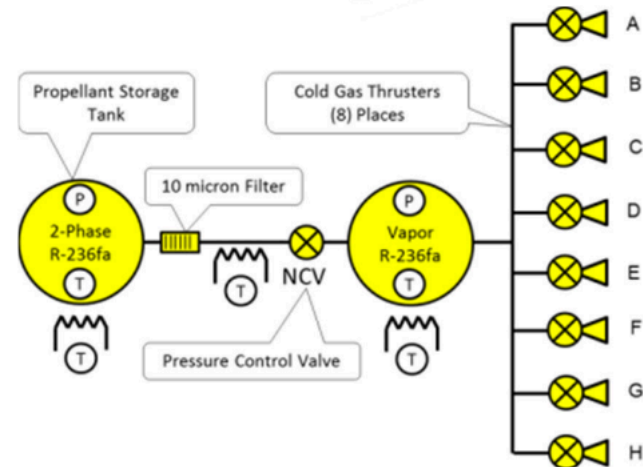 Propellant Storage
Tank
Cold Gas Thrusters
(8) Places
10 micron Filter
P
2-Phase
R-236fa
T
T
T
NCV
Pressure Control Valve
P
Vapor
R-236fa
T
T
A
B
C
D
E
F
G
H